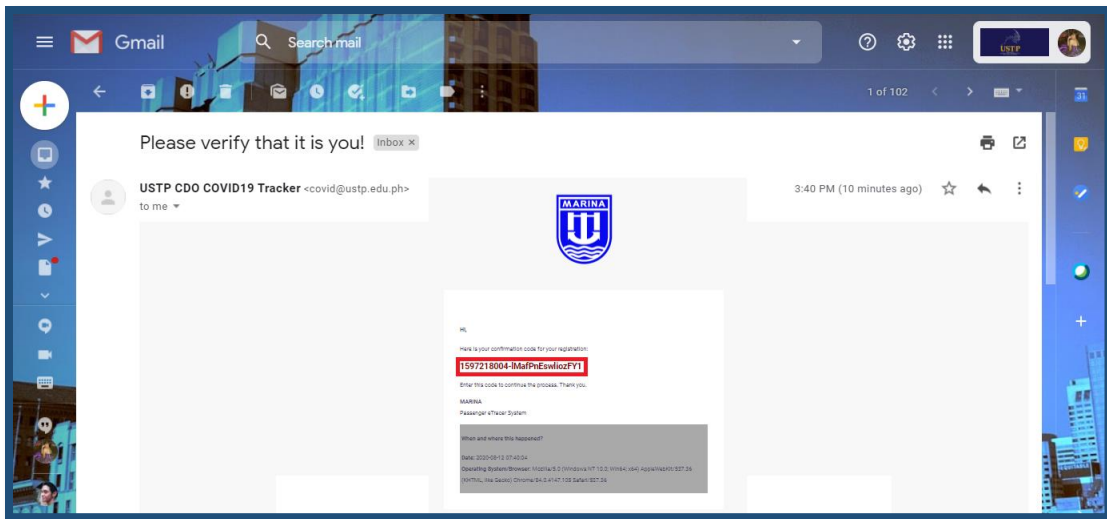 Gmail
Search mail
USTP
1 of 102
31
Please verify that it is you! Inbox ×
USTP CDO COVID19 Tracker <covid@ustp.edu.ph>
3:40 PM (10 minutes ago)
to me
MARINA
Hi,
Here is your confirmation code for your registration:
1597218004-lMafPnEswliozFY1
Enter this code to continue the process. Thank you.
MARINA
Passenger eTracer System
When and where this happened?
Date: 2020-08-12 07:40:04
Operating System/Browser: Mozilla/5.0 (Windows NT 10.0; Win64; x64) AppleWebKit/537.36
(KHTML, like Gecko) Chrome/84.0.4147.105 Safari/537.36